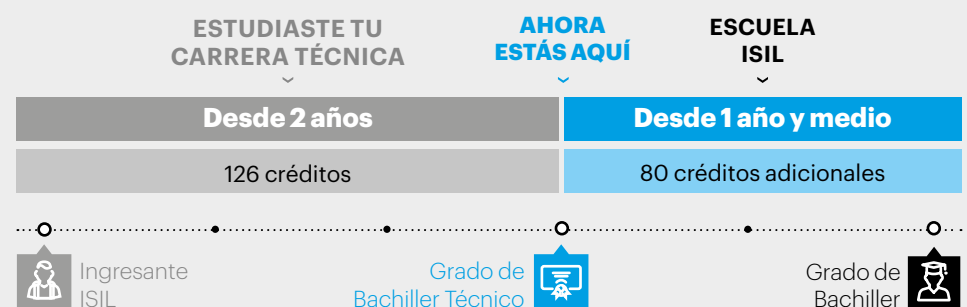 ESTUDIASTE TU
CARRERA TÉCNICA
AHORA
ESTÁS AQUÍ
ESCUELA
ISIL
Desde 2 años
Desde 1 año y medio
126 créditos
80 créditos adicionales
Ingresante
ISIL
Grado de
Bachiller Técnico
Grado de
Bachiller